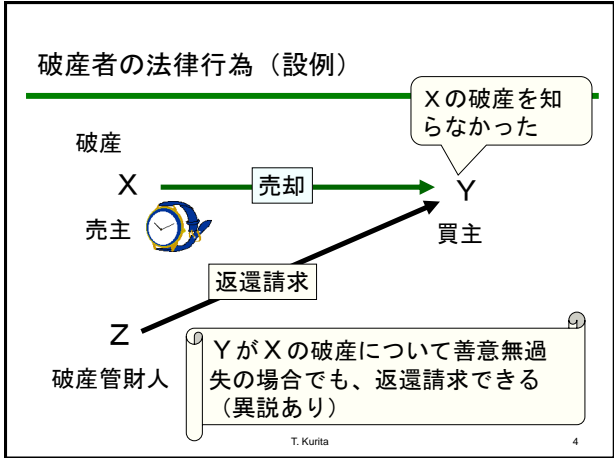 破産者の法律行為（設例）
Ｘの破産を知
らなかった
破産
Ｘ
売却
Ｙ
売主
買主
返還請求
Ｚ
破産管財人
ＹがＸの破産について善意無過
失の場合でも、返還請求できる
（異説あり）
T. Kurita
4